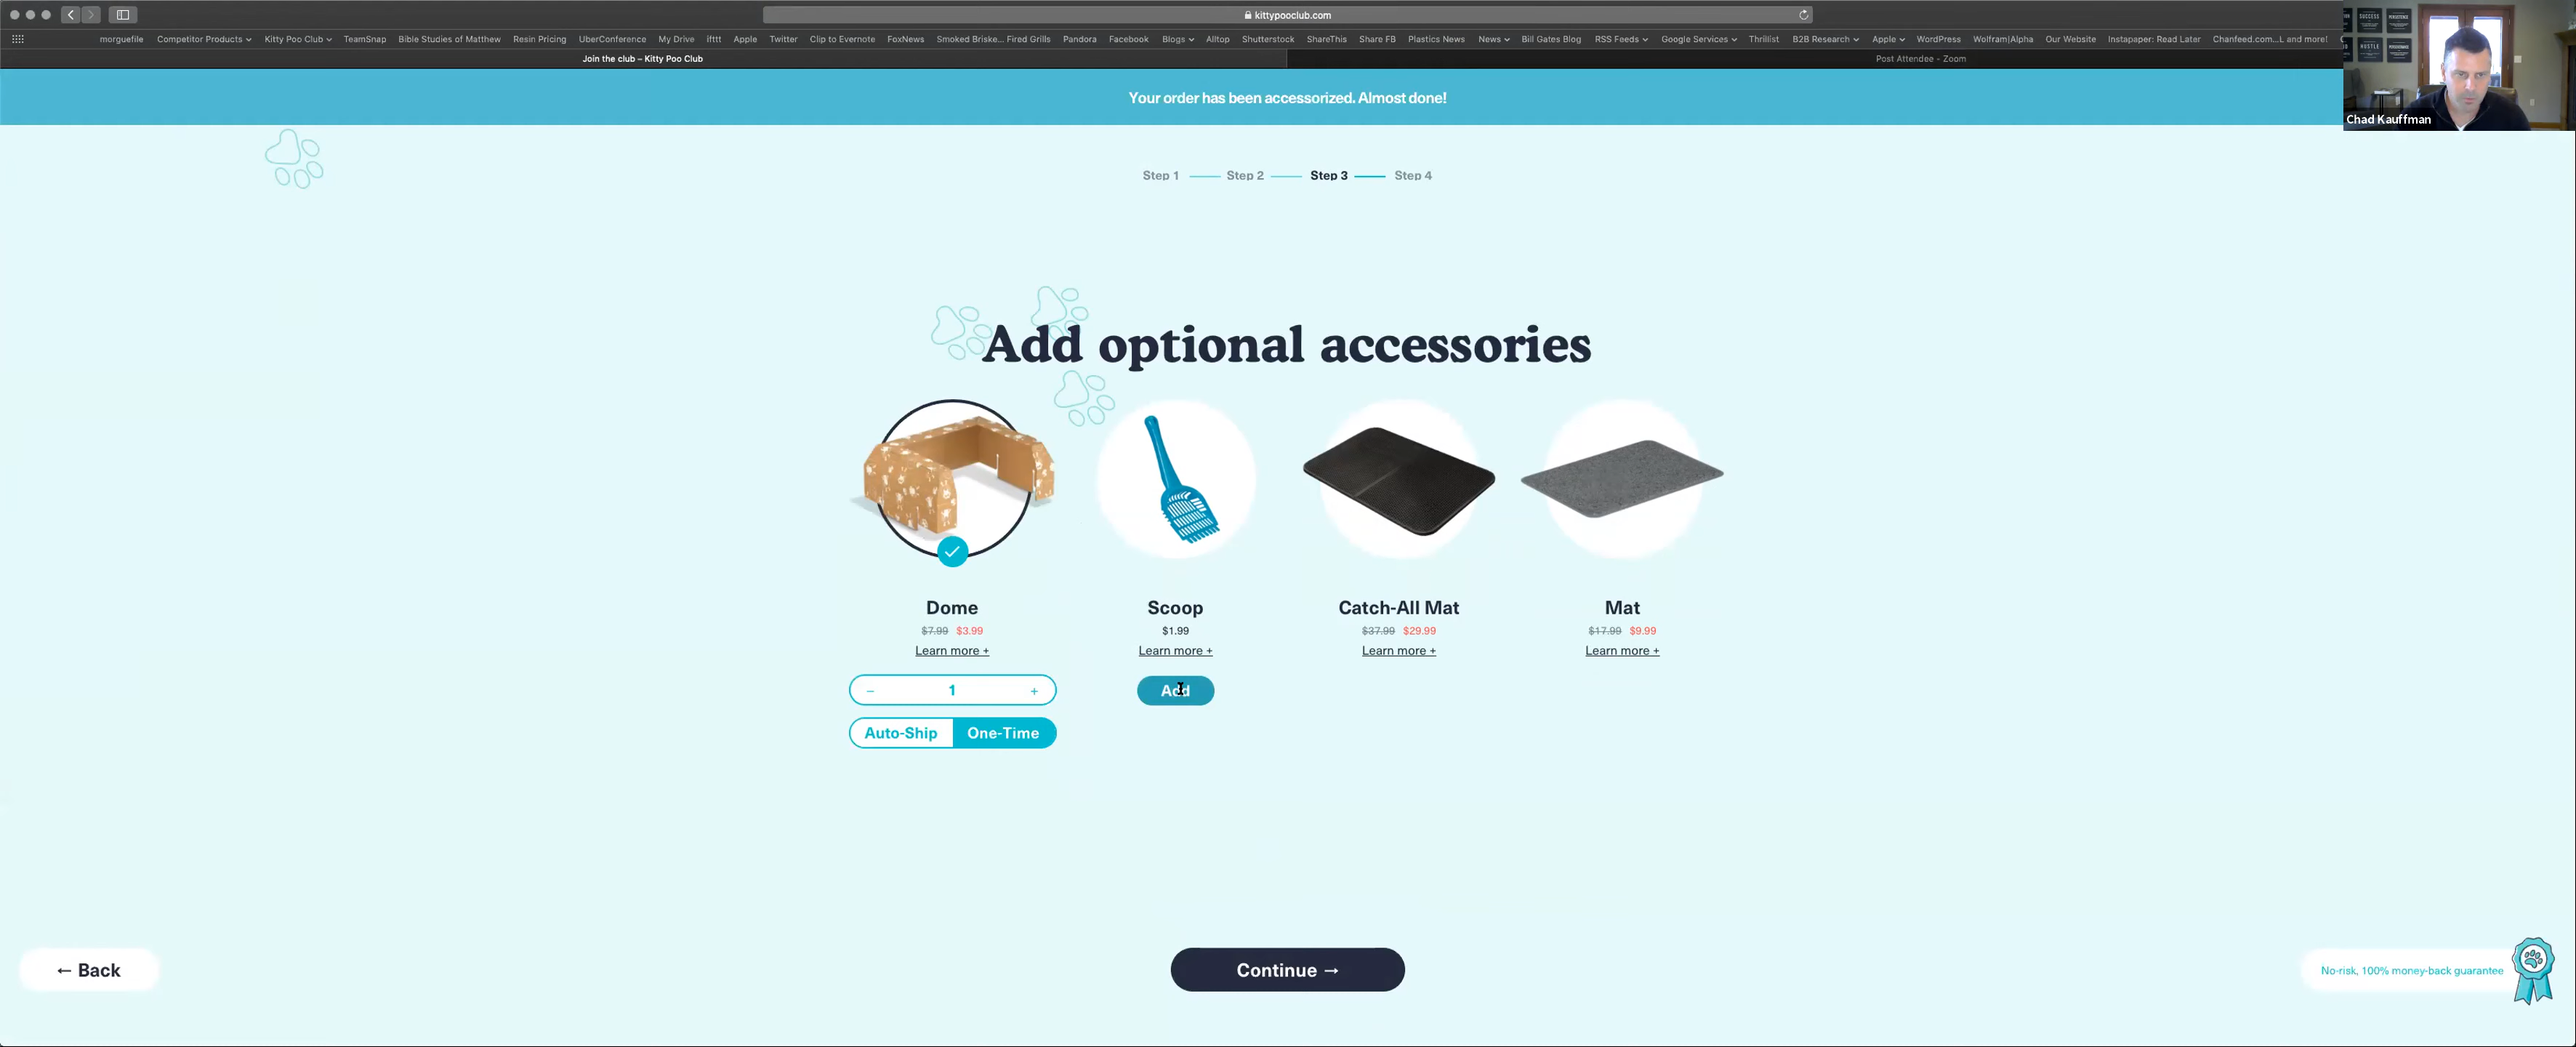 kittypooclub.com
morguefile Competitor Products Kitty Poo Club TeamSnap Bible Studies of Matthew Resin Pricing UberConference My Drive ifttt Apple Twitter Clip to Evernote FoxNews Smoked Briske... Fired Grills Pandora Facebook Blogs Alltop Shutterstock ShareThis Share FB Plastics News News Bill Gates Blog RSS Feeds Google Services Thrillist B2B Research Apple WordPress Wolfram|Alpha Our Website Instapaper: Read Later Chanfeed.com...L and more!
Join the club – Kitty Poo Club Post Attendee - Zoom
SUCCESS
HUSTLE
Chad Kauffman
Your order has been accessorized. Almost done!
Step 1 Step 2 Step 3 Step 4
Add optional accessories
Dome Scoop Catch-All Mat Mat
$7.99 $3.99 $1.99 $37.99 $29.99 $17.99 $9.99
Learn more + Learn more + Learn more + Learn more +
– 1 + Add
Auto-Ship One-Time
← Back Continue → No-risk, 100% money-back guarantee